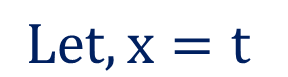 Let, x = t